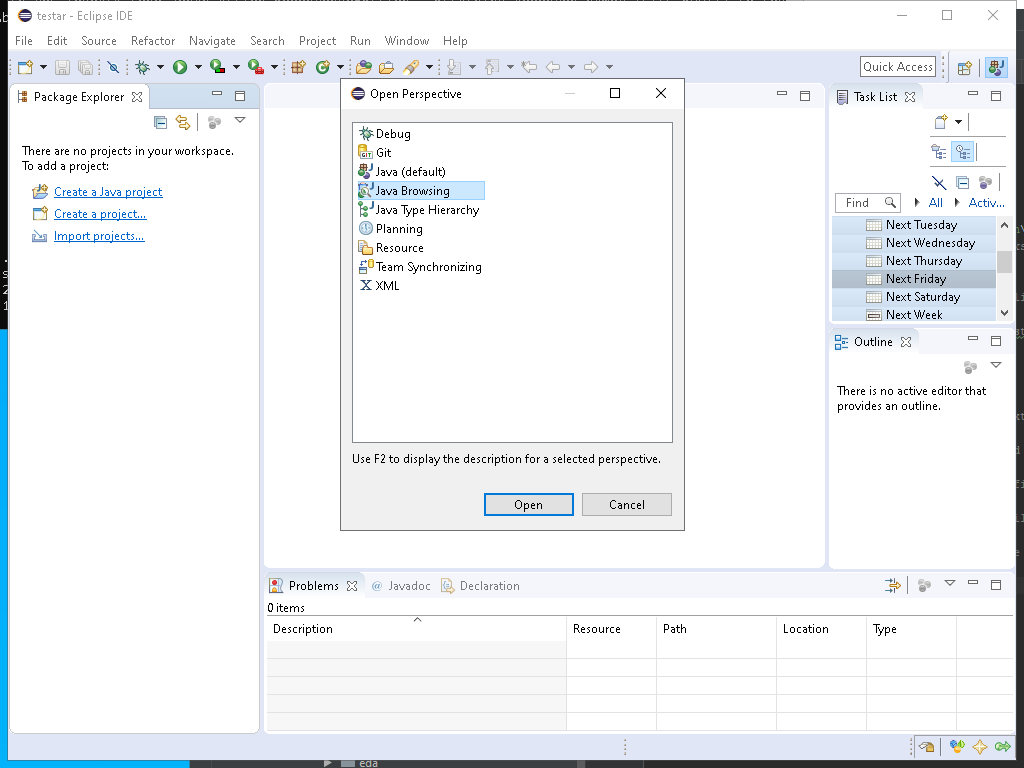 testar - Eclipse IDE
File Edit Source Refactor Navigate Search Project Run Window Help
Quick Access
Package Explorer
There are no projects in your workspace.
To add a project:
Create a Java project
Create a project...
Import projects...
Open Perspective
Debug
Git
Java (default)
Java Browsing
Java Type Hierarchy
Planning
Resource
Team Synchronizing
XML
Use F2 to display the description for a selected perspective.
Open Cancel
Task List
Find All Activ...
Next Tuesday
Next Wednesday
Next Thursday
Next Friday
Next Saturday
Next Week
Outline
There is no active editor that
provides an outline.
Problems @ Javadoc Declaration
0 items
Description Resource Path Location Type
eda